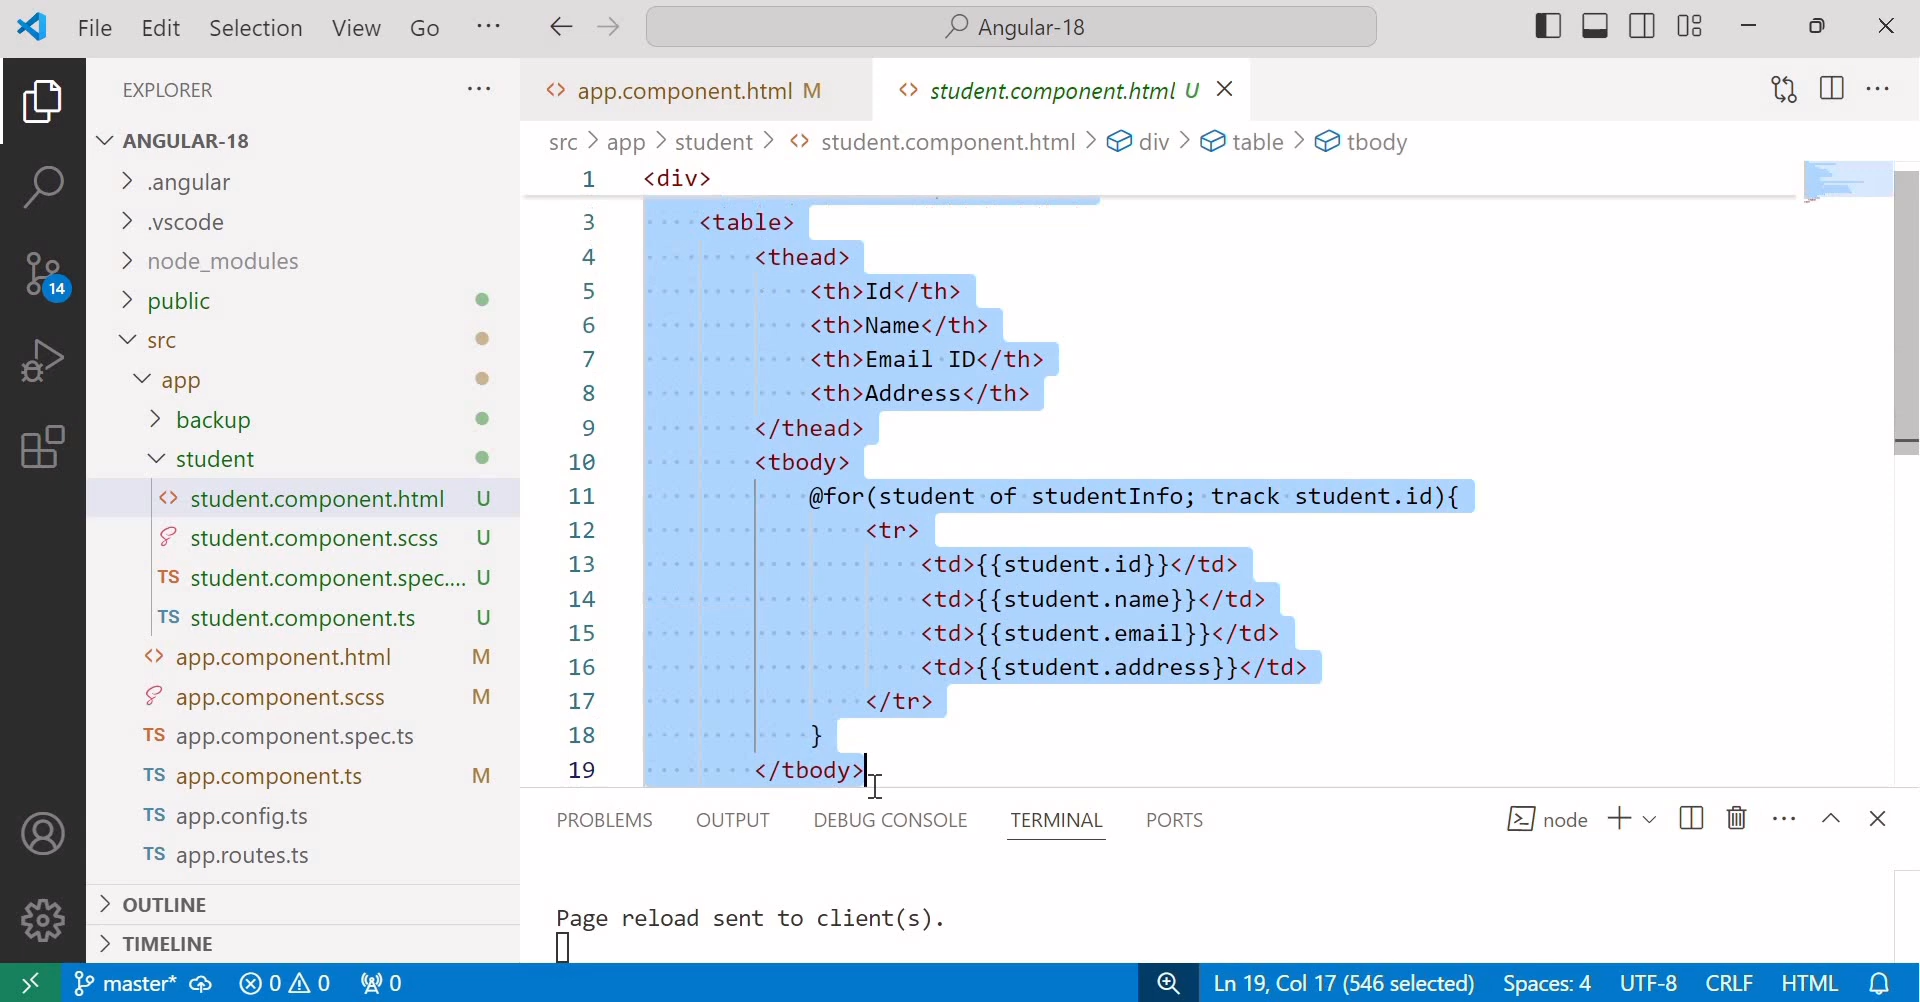 File Edit Selection View Go ··· Angular-18
EXPLORER ···
ANGULAR-18
.angular
.vscode
node_modules
public
src
app
backup
student
student.component.html U
student.component.scss U
TS student.component.spec.... U
TS student.component.ts U
app.component.html M
app.component.scss M
TS app.component.spec.ts
TS app.component.ts M
TS app.config.ts
TS app.routes.ts
OUTLINE
TIMELINE
14
app.component.html M
student.component.html U
src > app > student > student.component.html > div > table > tbody
1 <div>
3 <table>
4 <thead>
5 <th>Id</th>
6 <th>Name</th>
7 <th>Email ID</th>
8 <th>Address</th>
9 </thead>
10 <tbody>
11 @for(student of studentInfo; track student.id){
12 <tr>
13 <td>{{student.id}}</td>
14 <td>{{student.name}}</td>
15 <td>{{student.email}}</td>
16 <td>{{student.address}}</td>
17 </tr>
18 }
19 </tbody>
PROBLEMS OUTPUT DEBUG CONSOLE TERMINAL PORTS node
Page reload sent to client(s).
master* 0 0 0 Ln 19, Col 17 (546 selected) Spaces: 4 UTF-8 CRLF HTML